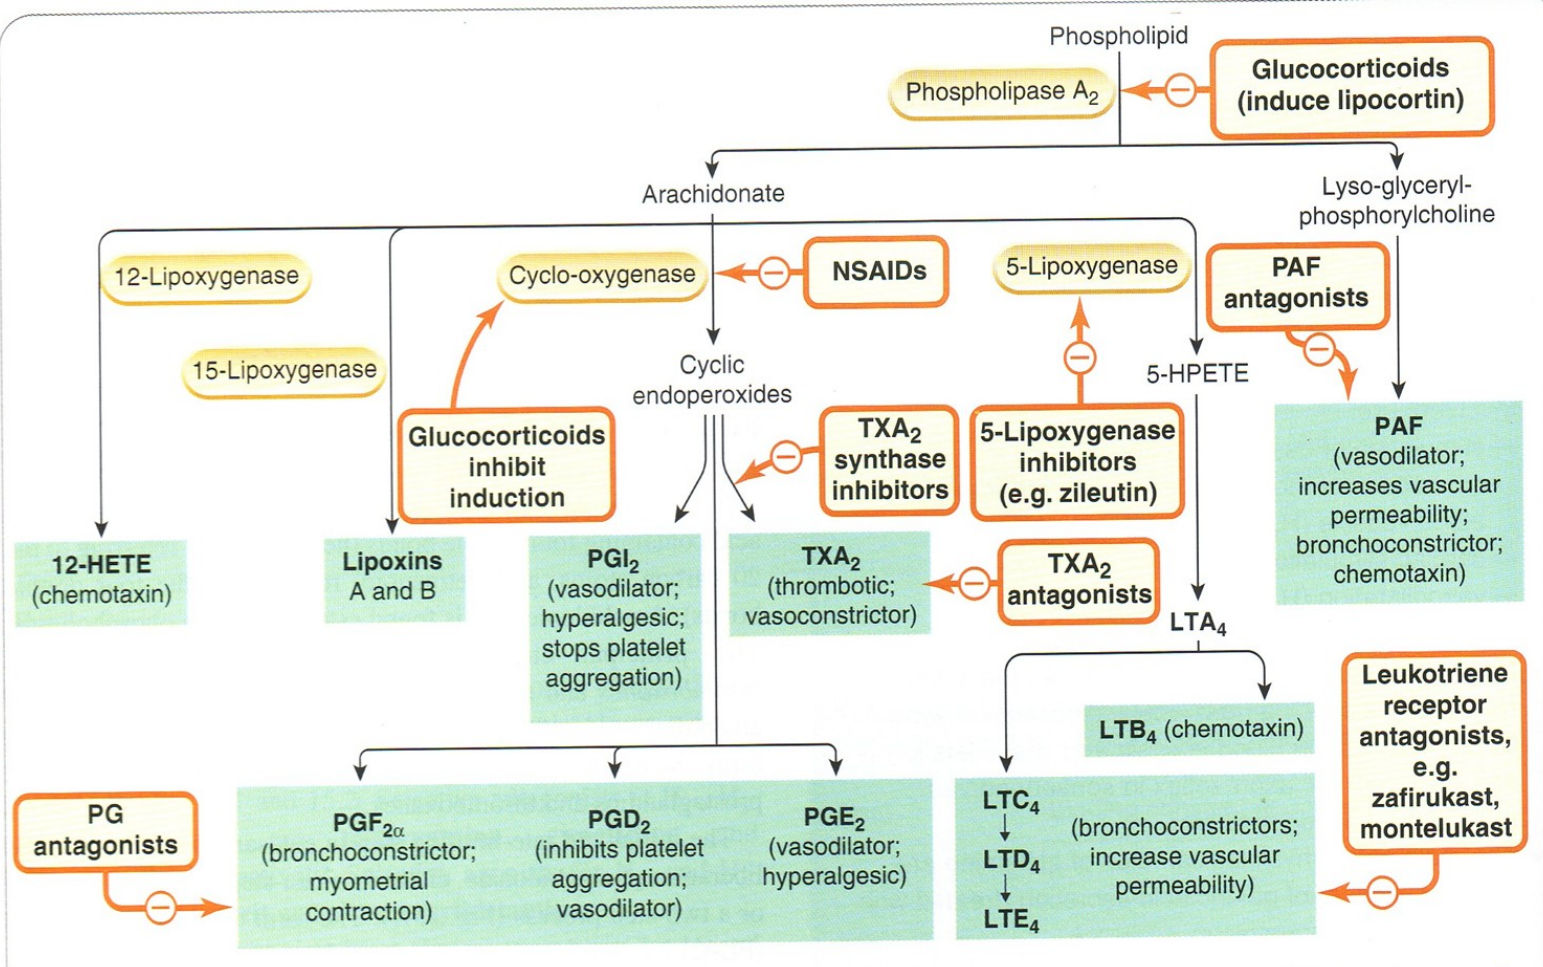 Phospholipid
Phospholipase A2
Glucocorticoids
(induce lipocortin)
Arachidonate
Lyso-glyceryl-
phosphorylcholine
12-Lipoxygenase
Cyclo-oxygenase
NSAIDs
5-Lipoxygenase
PAF
antagonists
15-Lipoxygenase
Cyclic
endoperoxides
5-HPETE
Glucocorticoids
inhibit
induction
TXA2
synthase
inhibitors
5-Lipoxygenase
inhibitors
(e.g. zileutin)
PAF
(vasodilator;
increases vascular
permeability;
bronchoconstrictor;
chemotaxin)
12-HETE
(chemotaxin)
Lipoxins
A and B
PGI2
(vasodilator;
hyperalgesic;
stops platelet
aggregation)
TXA2
(thrombotic;
vasoconstrictor)
TXA2
antagonists
LTA4
LTB4 (chemotaxin)
Leukotriene
receptor
antagonists,
e.g.
zafirukast,
montelukast
PG
antagonists
PGF2α
(bronchoconstrictor;
myometrial
contraction)
PGD2
(inhibits platelet
aggregation;
vasodilator)
PGE2
(vasodilator;
hyperalgesic)
LTC4
LTD4
LTE4
(bronchoconstrictors;
increase vascular
permeability)